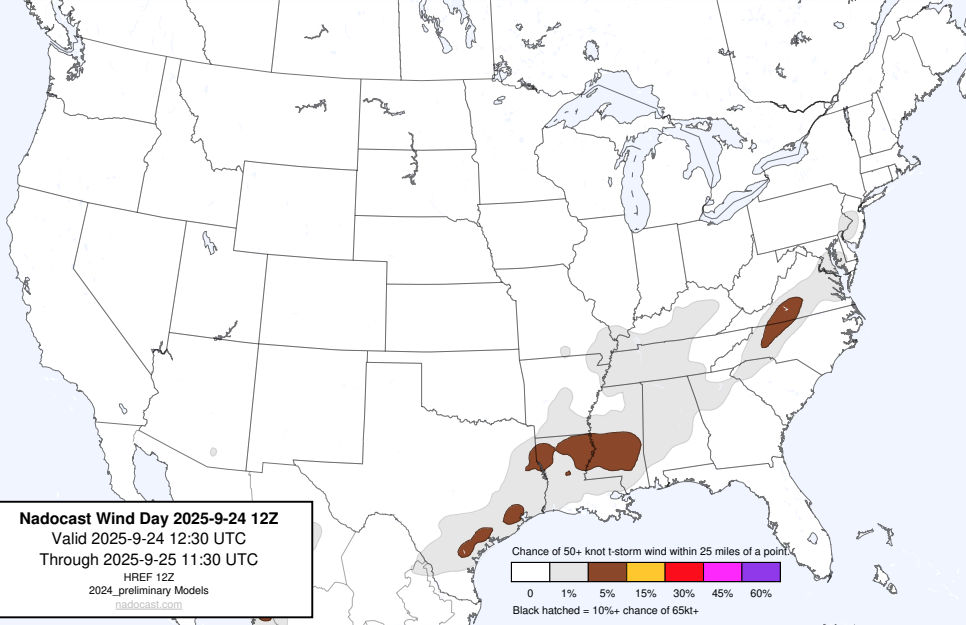 Nadocast Wind Day 2025-9-24 12Z
Valid 2025-9-24 12:30 UTC
Through 2025-9-25 11:30 UTC
HREF 12Z
2024_preliminary Models
nadocast.com
Chance of 50+ knot t-storm wind within 25 miles of a point.
0 1% 5% 15% 30% 45% 60%
Black hatched = 10%+ chance of 65kt+